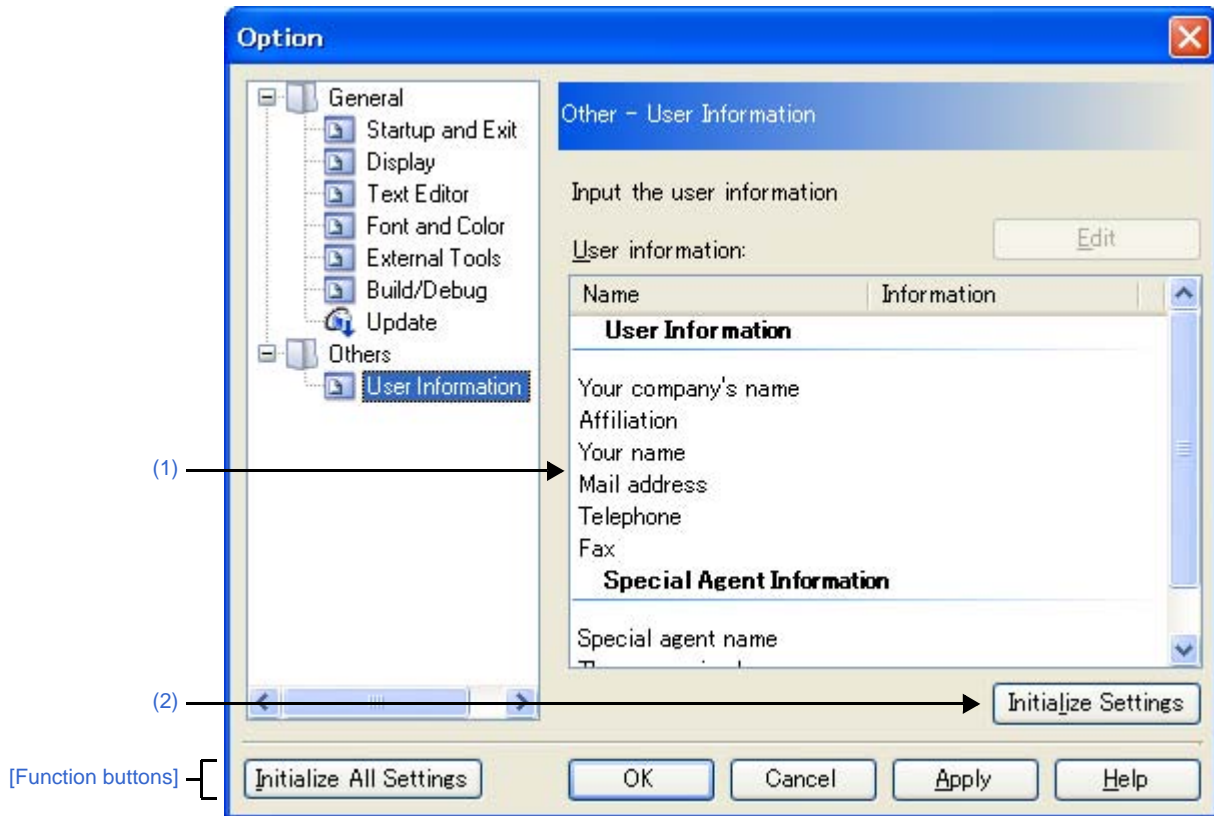 Option
General
Startup and Exit
Display
Text Editor
Font and Color
External Tools
Build/Debug
Update
Others
User Information
Other - User Information
Input the user information
User information:
Edit
Name Information
User Information
Your company's name
Affiliation
Your name
Mail address
Telephone
Fax
Special Agent Information
Special agent name
(1)
(2)
Initialize Settings
[Function buttons]
Initialize All Settings
OK
Cancel
Apply
Help